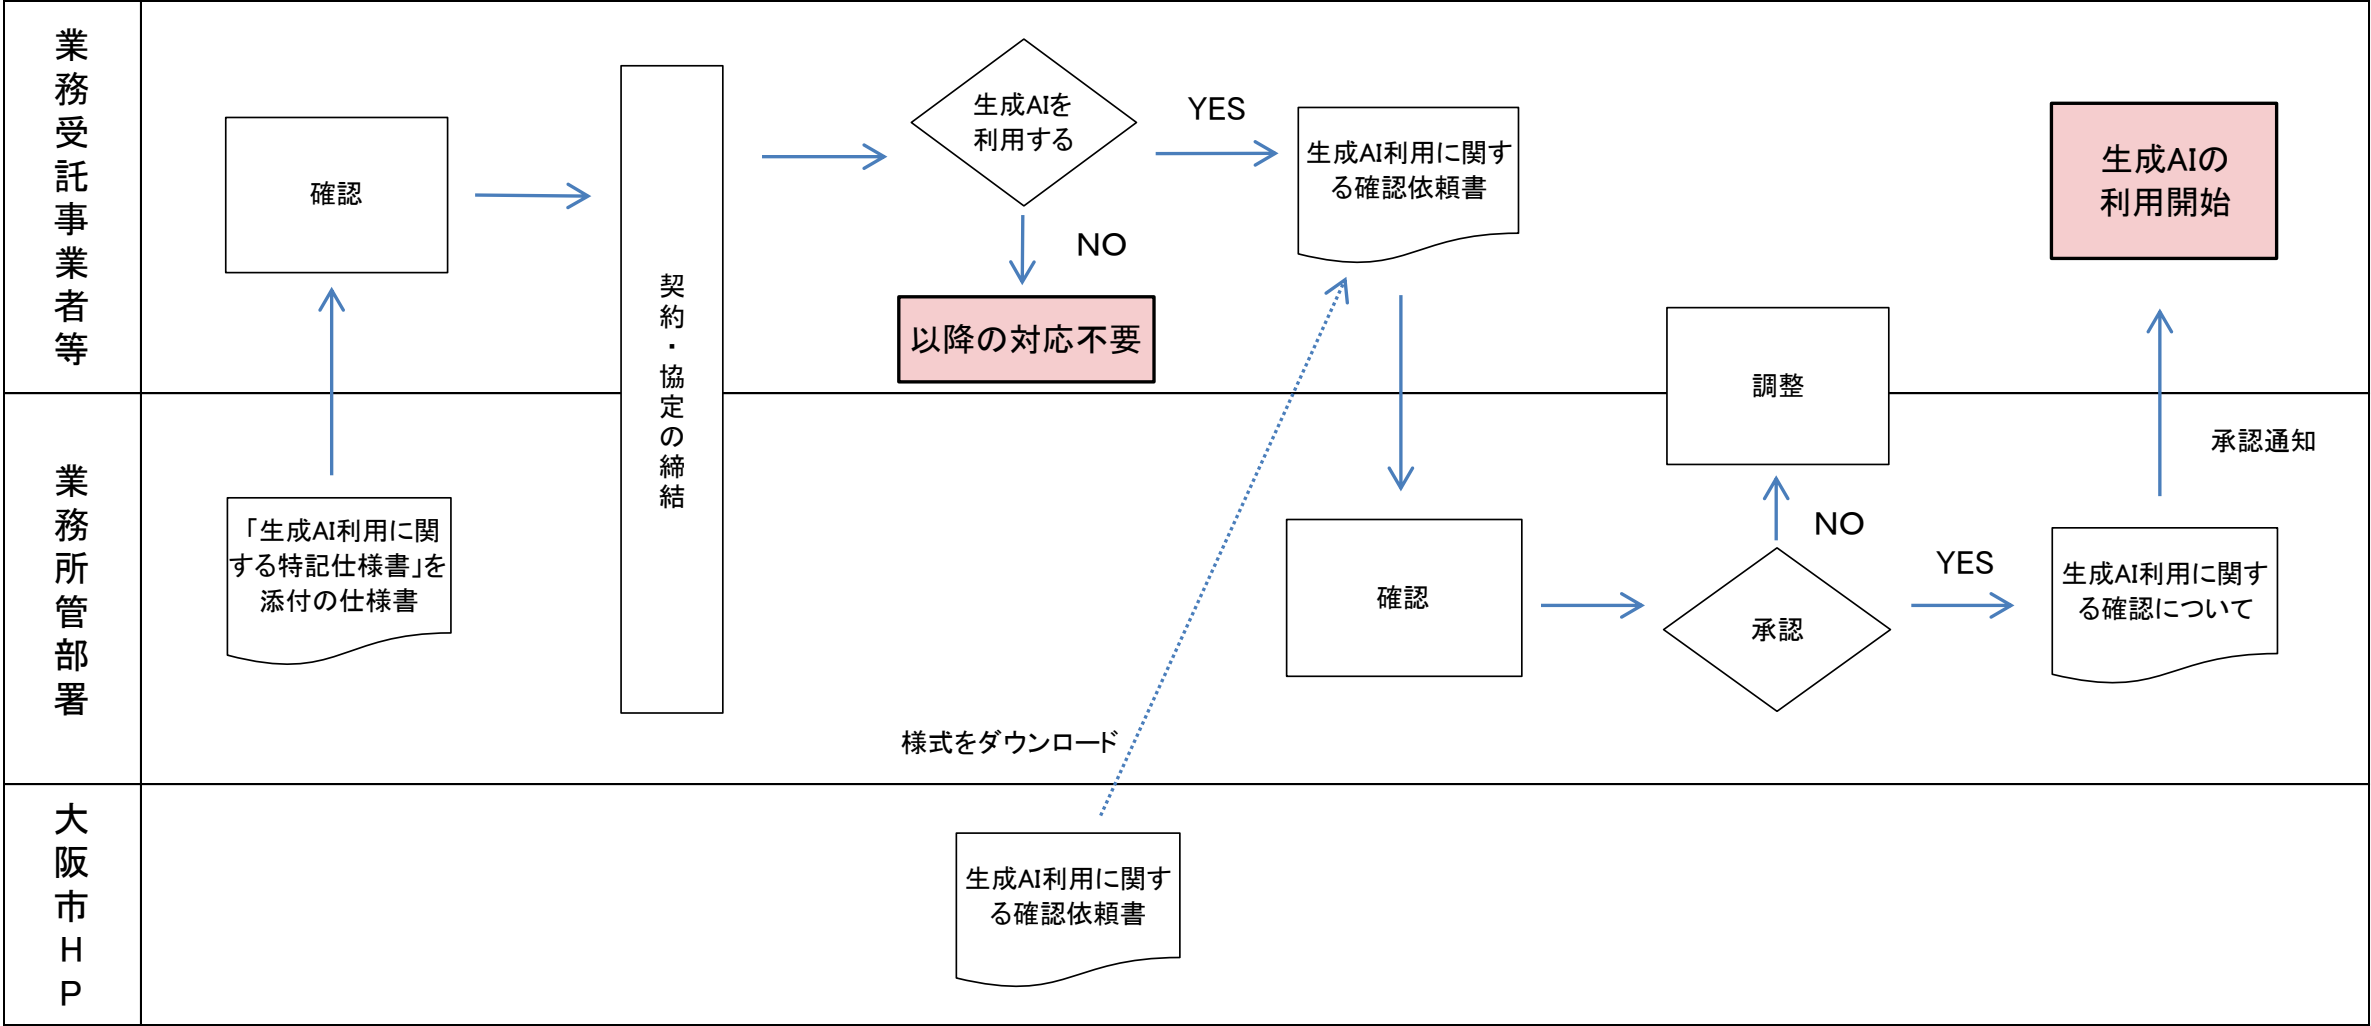 業務受託事業者等
確認
契約・協定の締結
生成AIを
利用する
YES
NO
以降の対応不要
生成AI利用に関す
る確認依頼書
生成AIの
利用開始
調整
業務所管部署
「生成AI利用に関
する特記仕様書」を
添付の仕様書
様式をダウンロード
確認
承認
NO
YES
承認通知
生成AI利用に関す
る確認について
大阪市HP
生成AI利用に関す
る確認依頼書